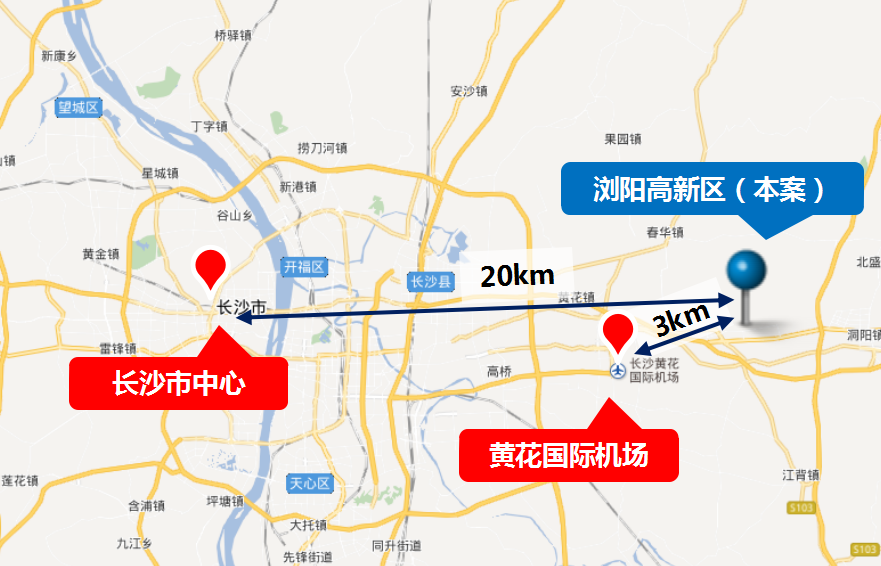 桥驿镇
新康乡
安沙镇
望城区
丁字镇
果园镇
捞刀河镇
星城镇
新港镇
浏阳高新区（本案）
谷山乡
春华镇
黄金镇
北盛
开福区
长沙县
20km
黄花镇
长沙市
3km
洞阳镇
雷锋镇
长沙黄花
国际机场
高桥
长沙市中心
黄花国际机场
江背镇
莲花镇
天心区
坪塘镇
含浦镇
S103
大托镇
九江乡
同升街道
S103
先锋街道